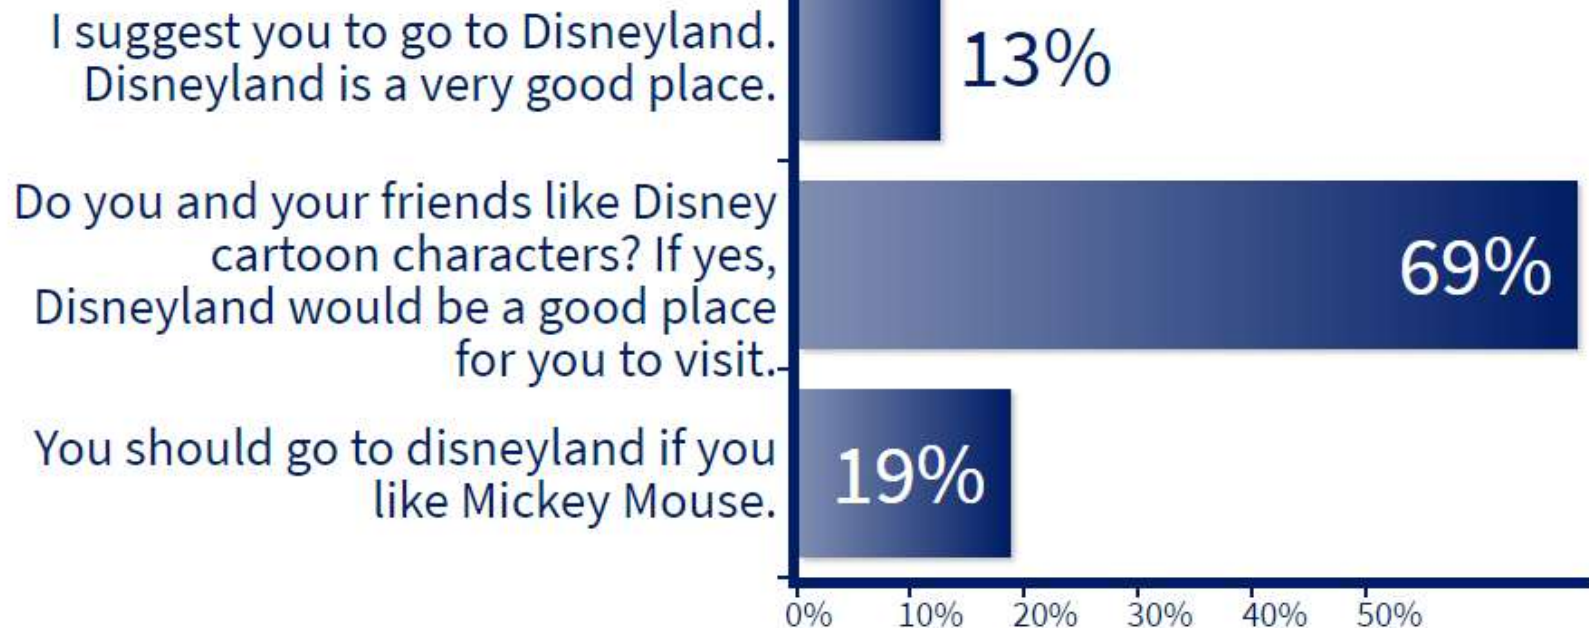 I suggest you to go to Disneyland.
Disneyland is a very good place.
13%
Do you and your friends like Disney
cartoon characters? If yes,
Disneyland would be a good place
for you to visit.
69%
You should go to disneyland if you
like Mickey Mouse.
19%
0% 10% 20% 30% 40% 50%